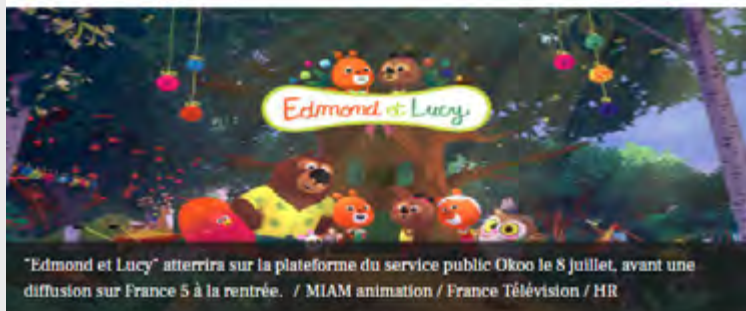 Edmond et Lucy
"Edmond et Lucy" atterrira sur la plateforme du service public Okoo le 8 juillet, avant une
diffusion sur France 5 à la rentrée. / MIAM animation / France Télévision / HR